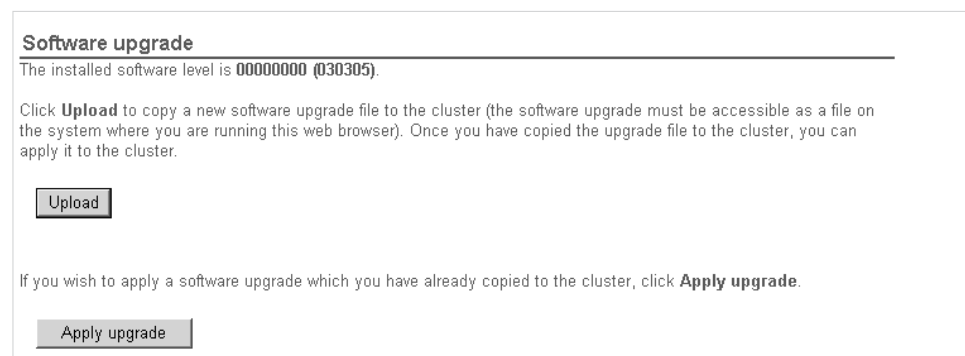 Software upgrade
The installed software level is 00000000 (030305).
Click Upload to copy a new software upgrade file to the cluster (the software upgrade must be accessible as a file on
the system where you are running this web browser). Once you have copied the upgrade file to the cluster, you can
apply it to the cluster.
Upload
If you wish to apply a software upgrade which you have already copied to the cluster, click Apply upgrade.
Apply upgrade